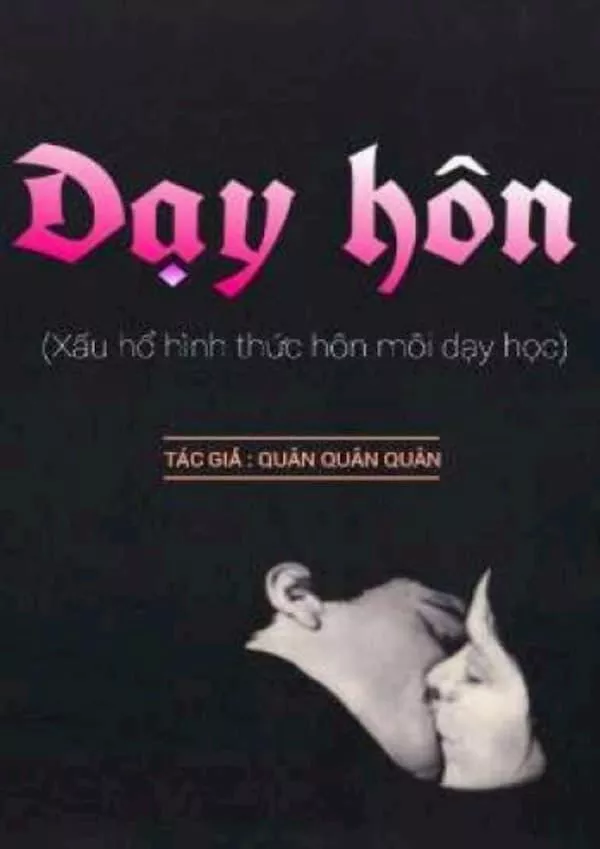 Dạy hôn
(Xấu hổ hình thức hôn môi dạy học)
TÁC GIẢ : QUÂN QUÂN QUÂN